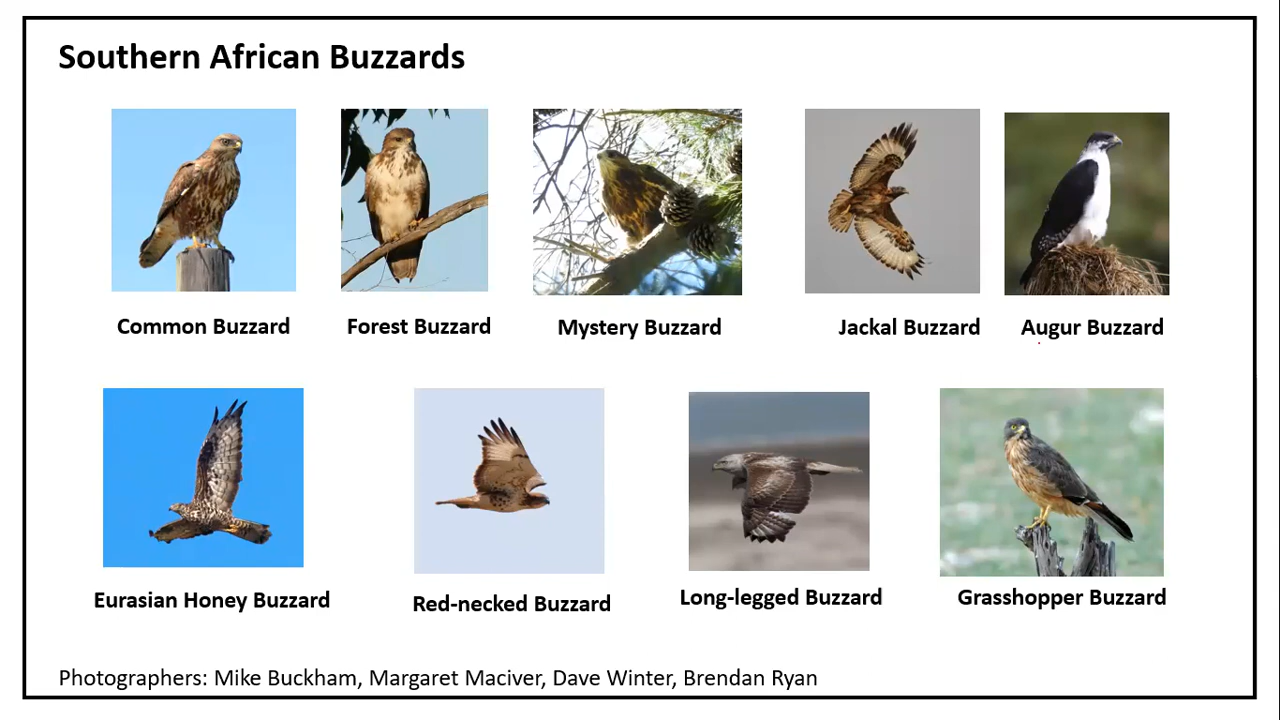 Southern African Buzzards
Common Buzzard
Forest Buzzard
Mystery Buzzard
Jackal Buzzard
Augur Buzzard
Eurasian Honey Buzzard
Red-necked Buzzard
Long-legged Buzzard
Grasshopper Buzzard
Photographers: Mike Buckham, Margaret Maciver, Dave Winter, Brendan Ryan